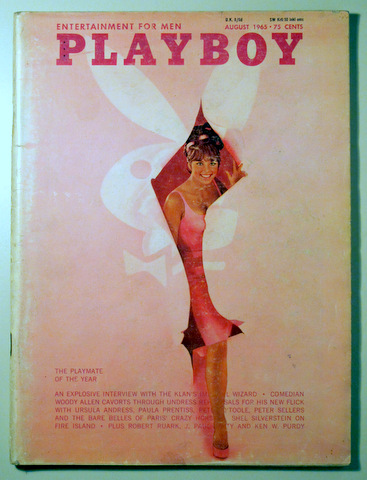 ENTERTAINMENT FOR MEN
AUGUST 1965 • 75 CENTS
PLAYBOY
THE PLAYMATE
OF THE YEAR
AN EXPLOSIVE INTERVIEW WITH THE KLAN'S WIZARD • COMEDIAN
WOODY ALLEN CAVORTS THROUGH UNDRESS FOR HIS NEW FLICK
WITH URSULA ANDRESS, PAULA PRENTISS, O'TOOLE, PETER SELLERS
AND THE BARE BELLES OF PARIS' CRAZY SHEL SILVERSTEIN ON
FIRE ISLAND • PLUS ROBERT RUARK, J. AND KEN W. PURDY